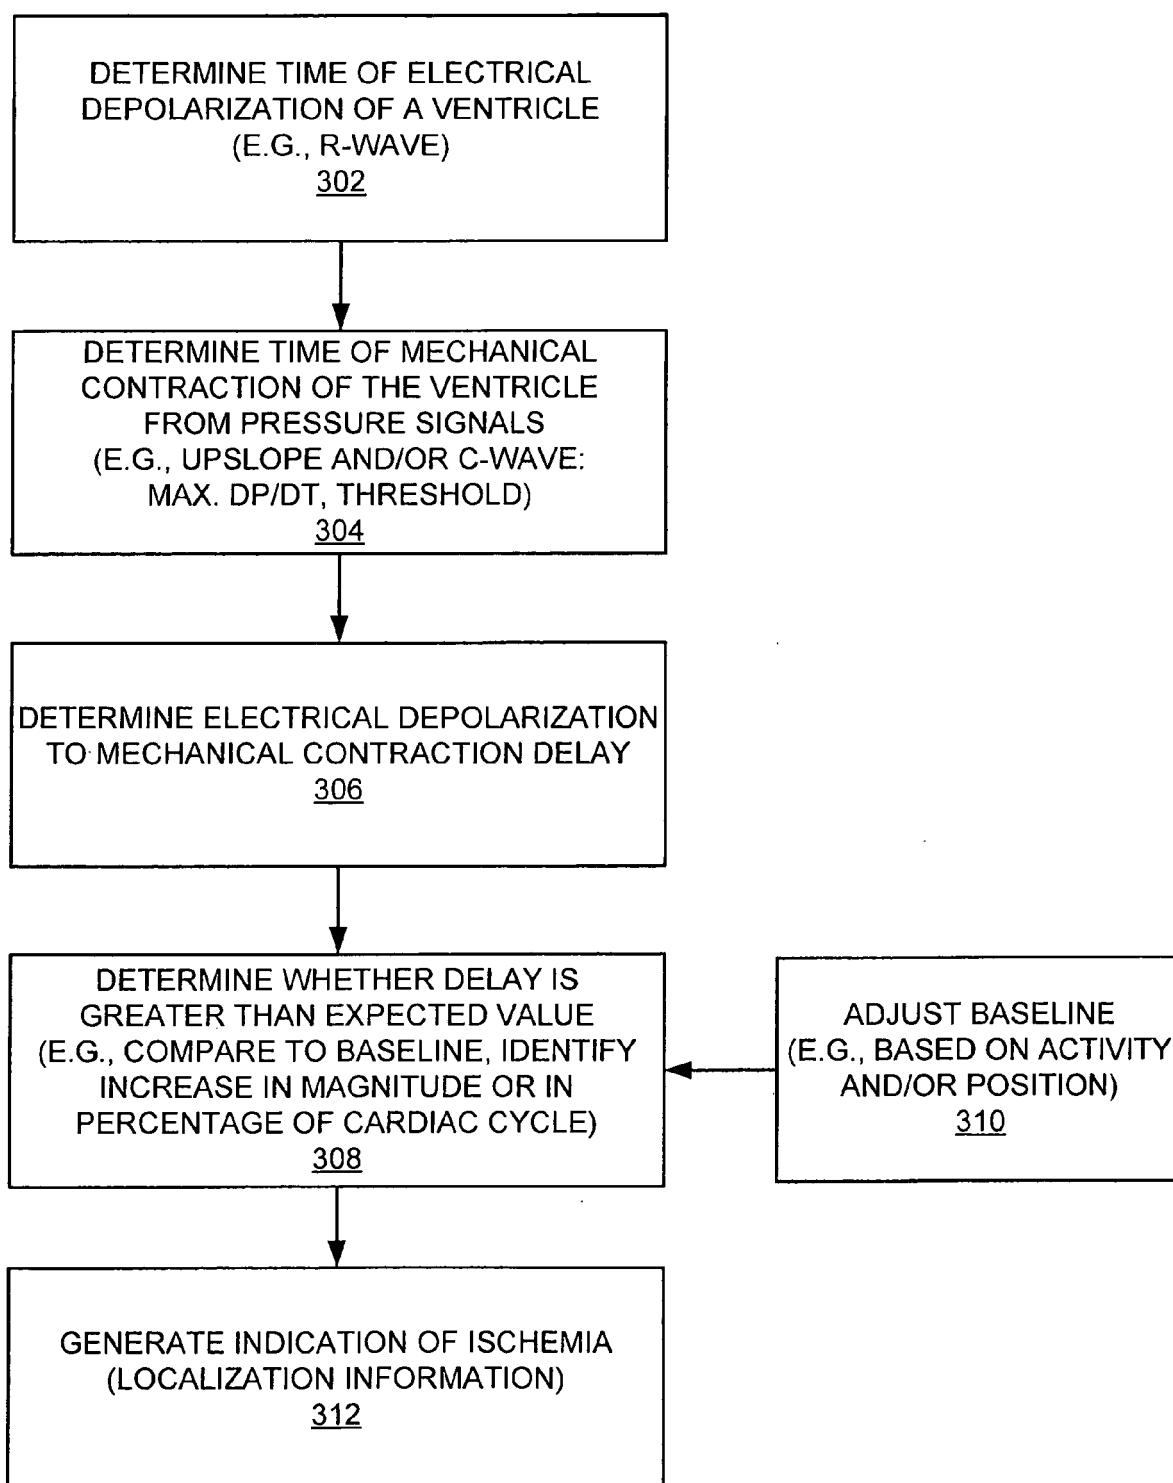 DETERMINE TIME OF ELECTRICAL
DEPOLARIZATION OF A VENTRICLE
(E.G., R-WAVE)
302
DETERMINE TIME OF MECHANICAL
CONTRACTION OF THE VENTRICLE
FROM PRESSURE SIGNALS
(E.G., UPSLOPE AND/OR C-WAVE:
MAX. DP/DT, THRESHOLD)
304
DETERMINE ELECTRICAL DEPOLARIZATION
TO MECHANICAL CONTRACTION DELAY
306
DETERMINE WHETHER DELAY IS
GREATER THAN EXPECTED VALUE
(E.G., COMPARE TO BASELINE, IDENTIFY
INCREASE IN MAGNITUDE OR IN
PERCENTAGE OF CARDIAC CYCLE)
308
ADJUST BASELINE
(E.G., BASED ON ACTIVITY
AND/OR POSITION)
310
GENERATE INDICATION OF ISCHEMIA
(LOCALIZATION INFORMATION)
312